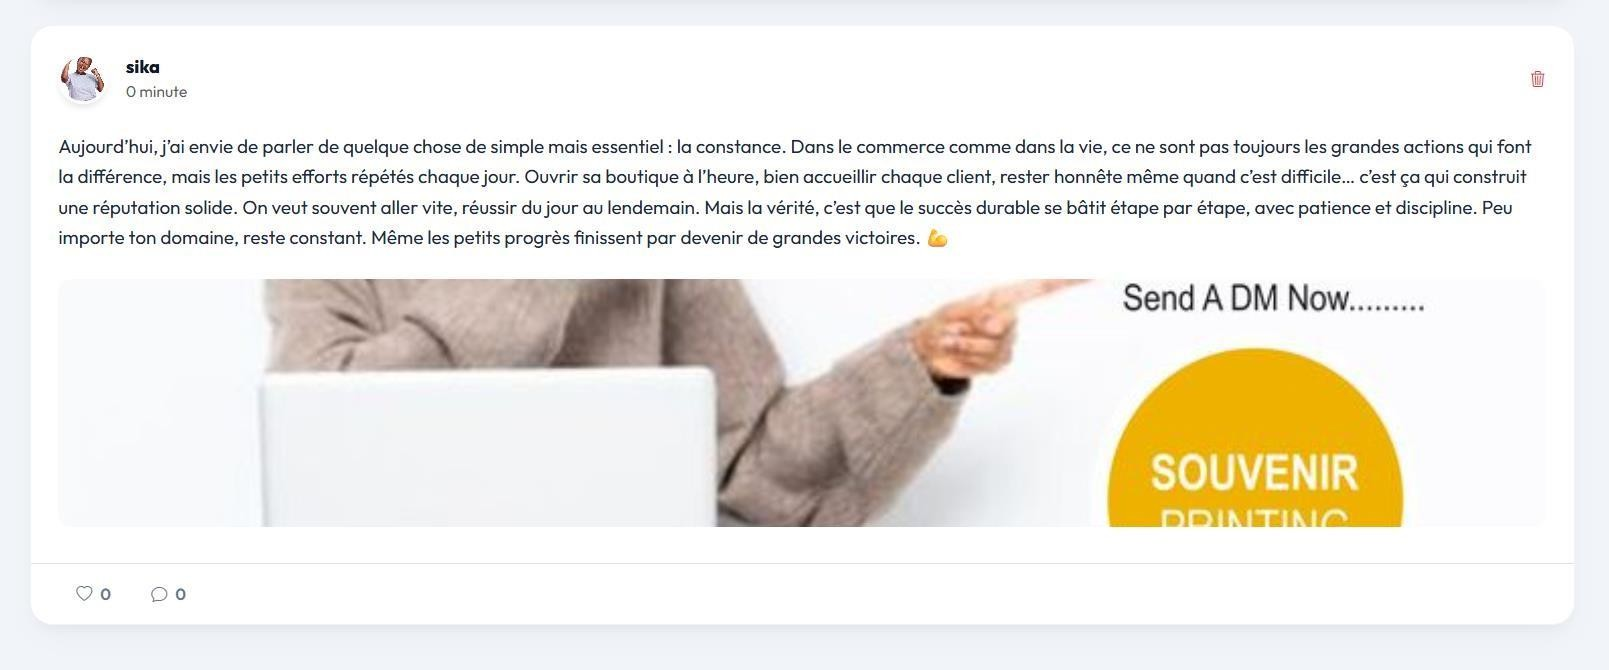 sika
0 minute
Aujourd’hui, j’ai envie de parler de quelque chose de simple mais essentiel : la constance. Dans le commerce comme dans la vie, ce ne sont pas toujours les grandes actions qui font
la différence, mais les petits efforts répétés chaque jour. Ouvrir sa boutique à l’heure, bien accueillir chaque client, rester honnête même quand c’est difficile… c’est ça qui construit
une réputation solide. On veut souvent aller vite, réussir du jour au lendemain. Mais la vérité, c’est que le succès durable se bâtit étape par étape, avec patience et discipline. Peu
importe ton domaine, reste constant. Même les petits progrès finissent par devenir de grandes victoires. 💪
Send A DM Now.........
SOUVENIR
PRINTING
0 0